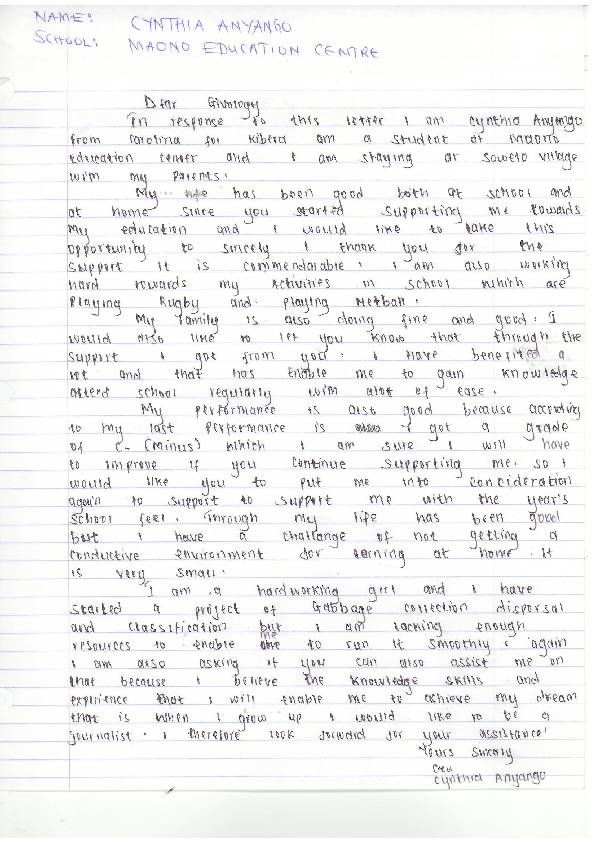 NAME: CYNTHIA ANYANGO
SCHOOL: MAONO EDUCATION CENTRE
Dear Givology
In response to this letter I am Cynthia Anyango
from Carolina for Kibera am a student at Maono
Education center and I am staying at Soweto village
with my parents.
My life has been good both at school and
at home since you started supporting me towards
my education and I would like to take this
opportunity to sincely I thank you for the
support it is commendarable. I am also working
hard towards my activities in school which are
playing Rugby and playing Netball.
My family is also doing fine and good. I
would also like to let you know that through the
support I got from you. I have benefited a
lot and that has enable me to gain knowledge
attend school regularly with alot of ease.
My performance is also good because according
to my last performance is I got a grade
of C- (minus) which I am sure I will have
to improve if you continue supporting me. so I
would like you to put me into concideration
again to support to support me with the year's
school fees. Through my life has been good
but I have a challange of not getting a
conductive environment for lerning at home. it
is very small.
I am a hardworking girl and I have
started a project of Gabbage correction dispersal
and classification but I am lacking enough
resources to enable me to run it smoothly. again
I am also asking if you can also assist me on
that because I believe the knowledge skills and
experience that I will enable me to achieve my dream
that is when I grow up I would like to be a
journalist. I therefore look forward for your assistance.
Yours Sincerly
Cynthia Anyango